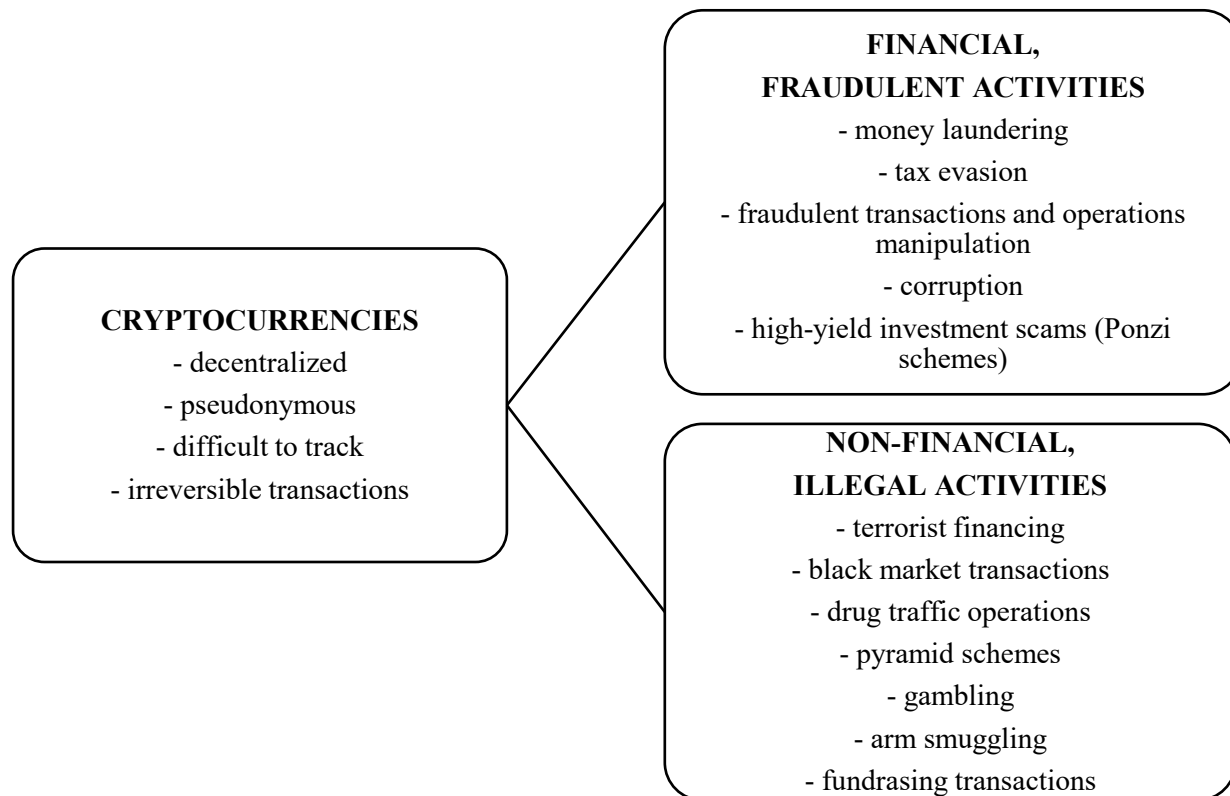 CRYPTOCURRENCIES
- decentralized
- pseudonymous
- difficult to track
- irreversible transactions
FINANCIAL,
FRAUDULENT ACTIVITIES
- money laundering
- tax evasion
- fraudulent transactions and operations
manipulation
- corruption
- high-yield investment scams (Ponzi
schemes)
NON-FINANCIAL,
ILLEGAL ACTIVITIES
- terrorist financing
- black market transactions
- drug traffic operations
- pyramid schemes
- gambling
- arm smuggling
- fundrasing transactions